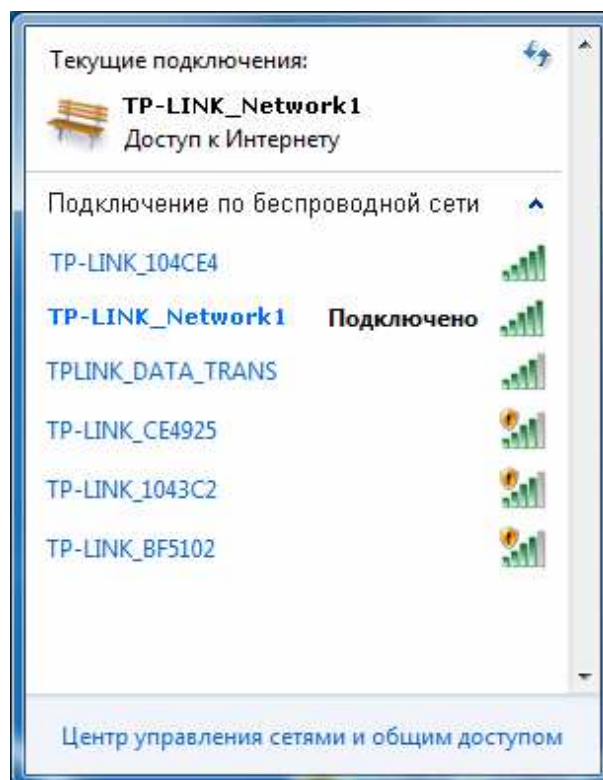 Текущие подключения:
TP-LINK_Network1
Доступ к Интернету
Подключение по беспроводной сети
TP-LINK_104CE4
TP-LINK_Network1 Подключено
TPLINK_DATA_TRANS
TP-LINK_CE4925
TP-LINK_1043C2
TP-LINK_BF5102
Центр управления сетями и общим доступом